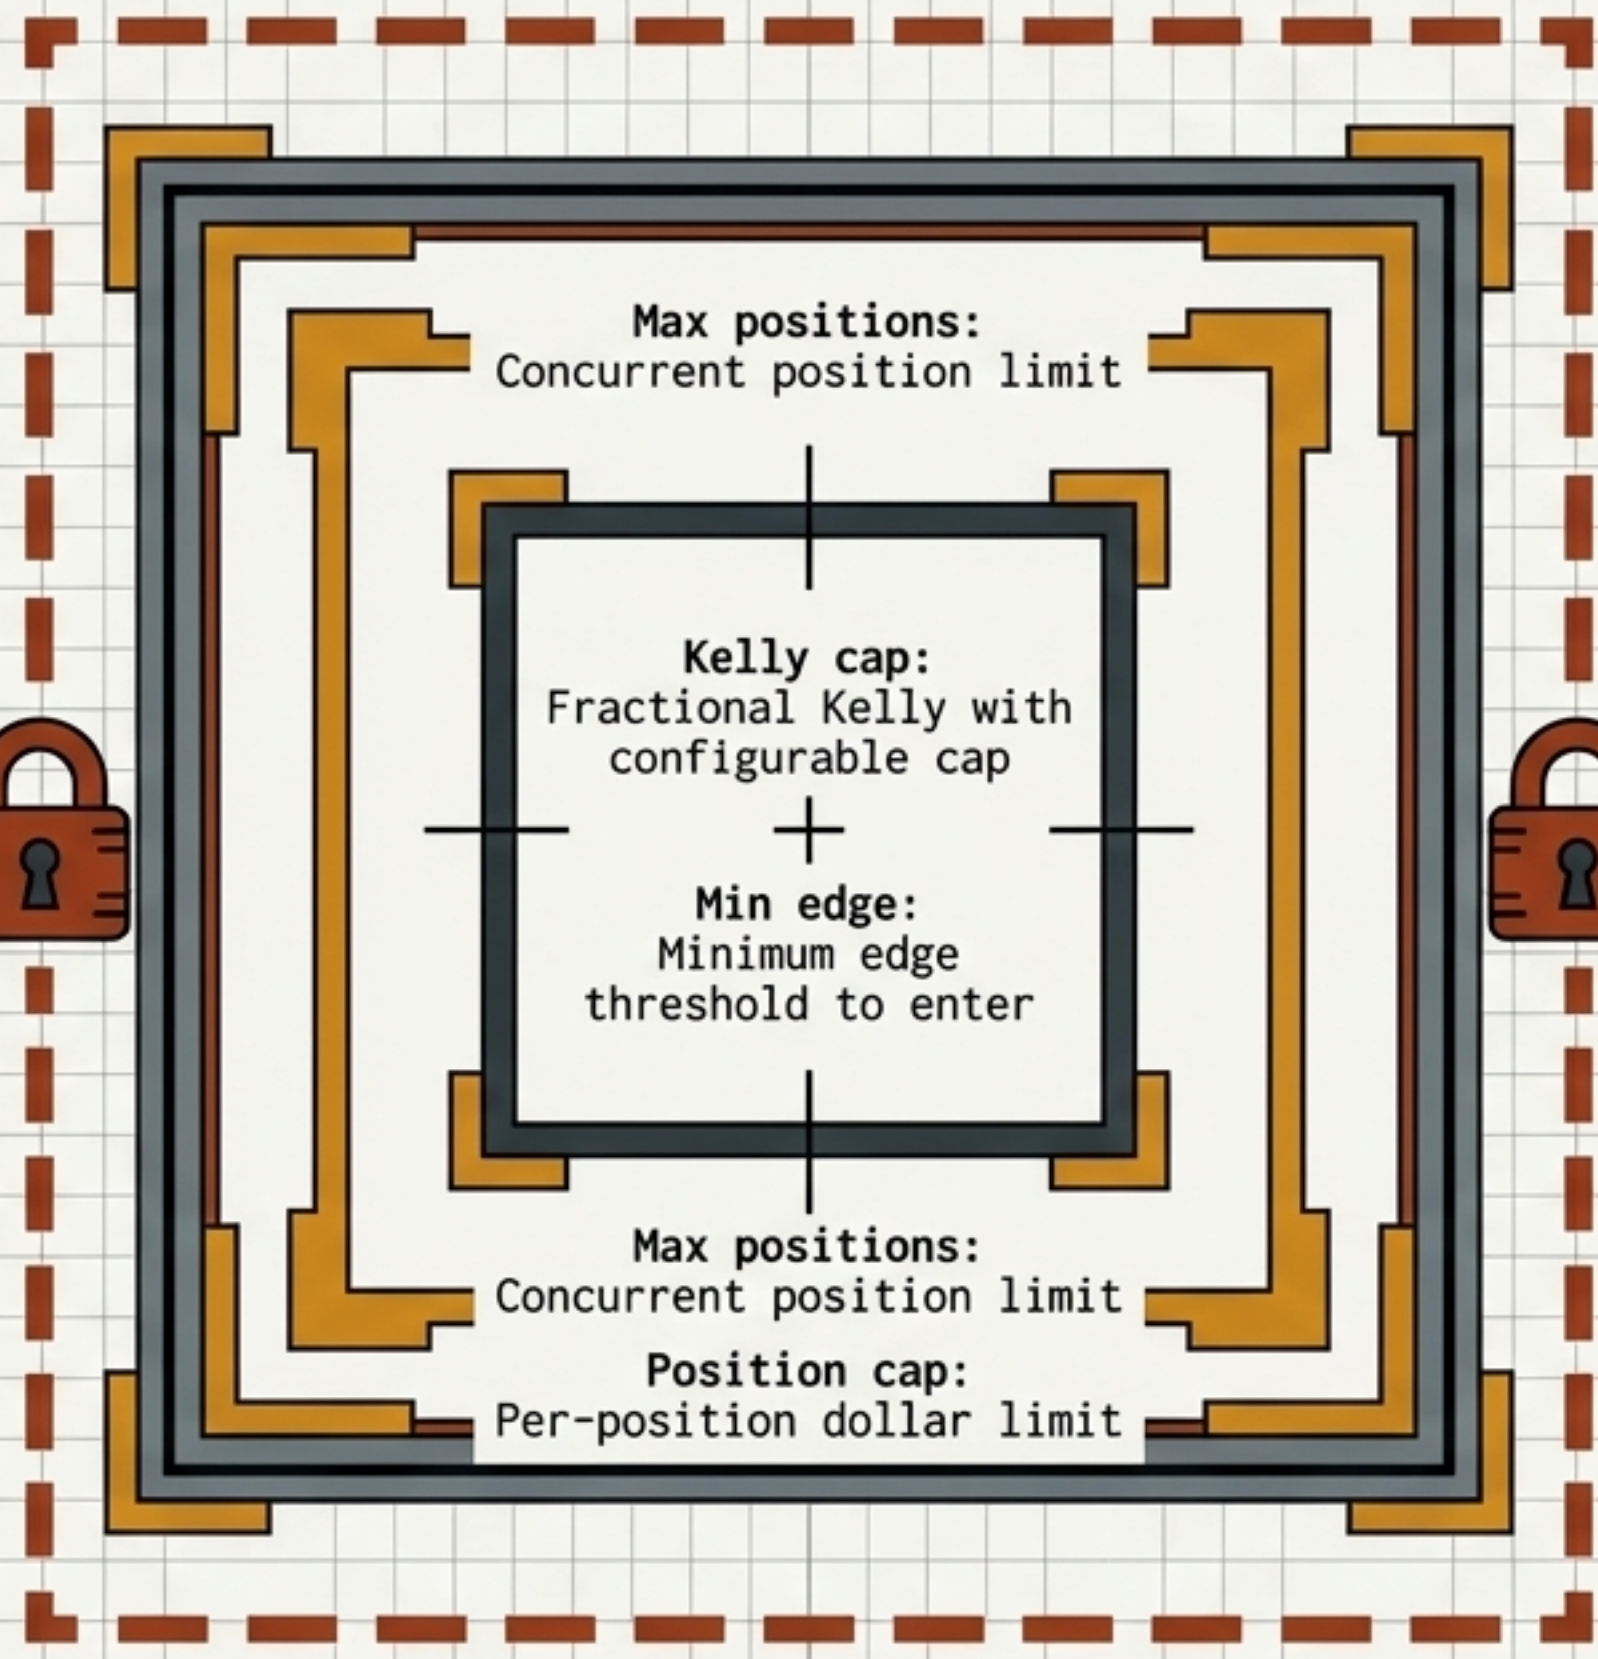 Max positions:
Concurrent position limit
Kelly cap:
Fractional Kelly with
configurable cap
Min edge:
Minimum edge
threshold to enter
Max positions:
Concurrent position limit
Position cap:
Per-position dollar limit